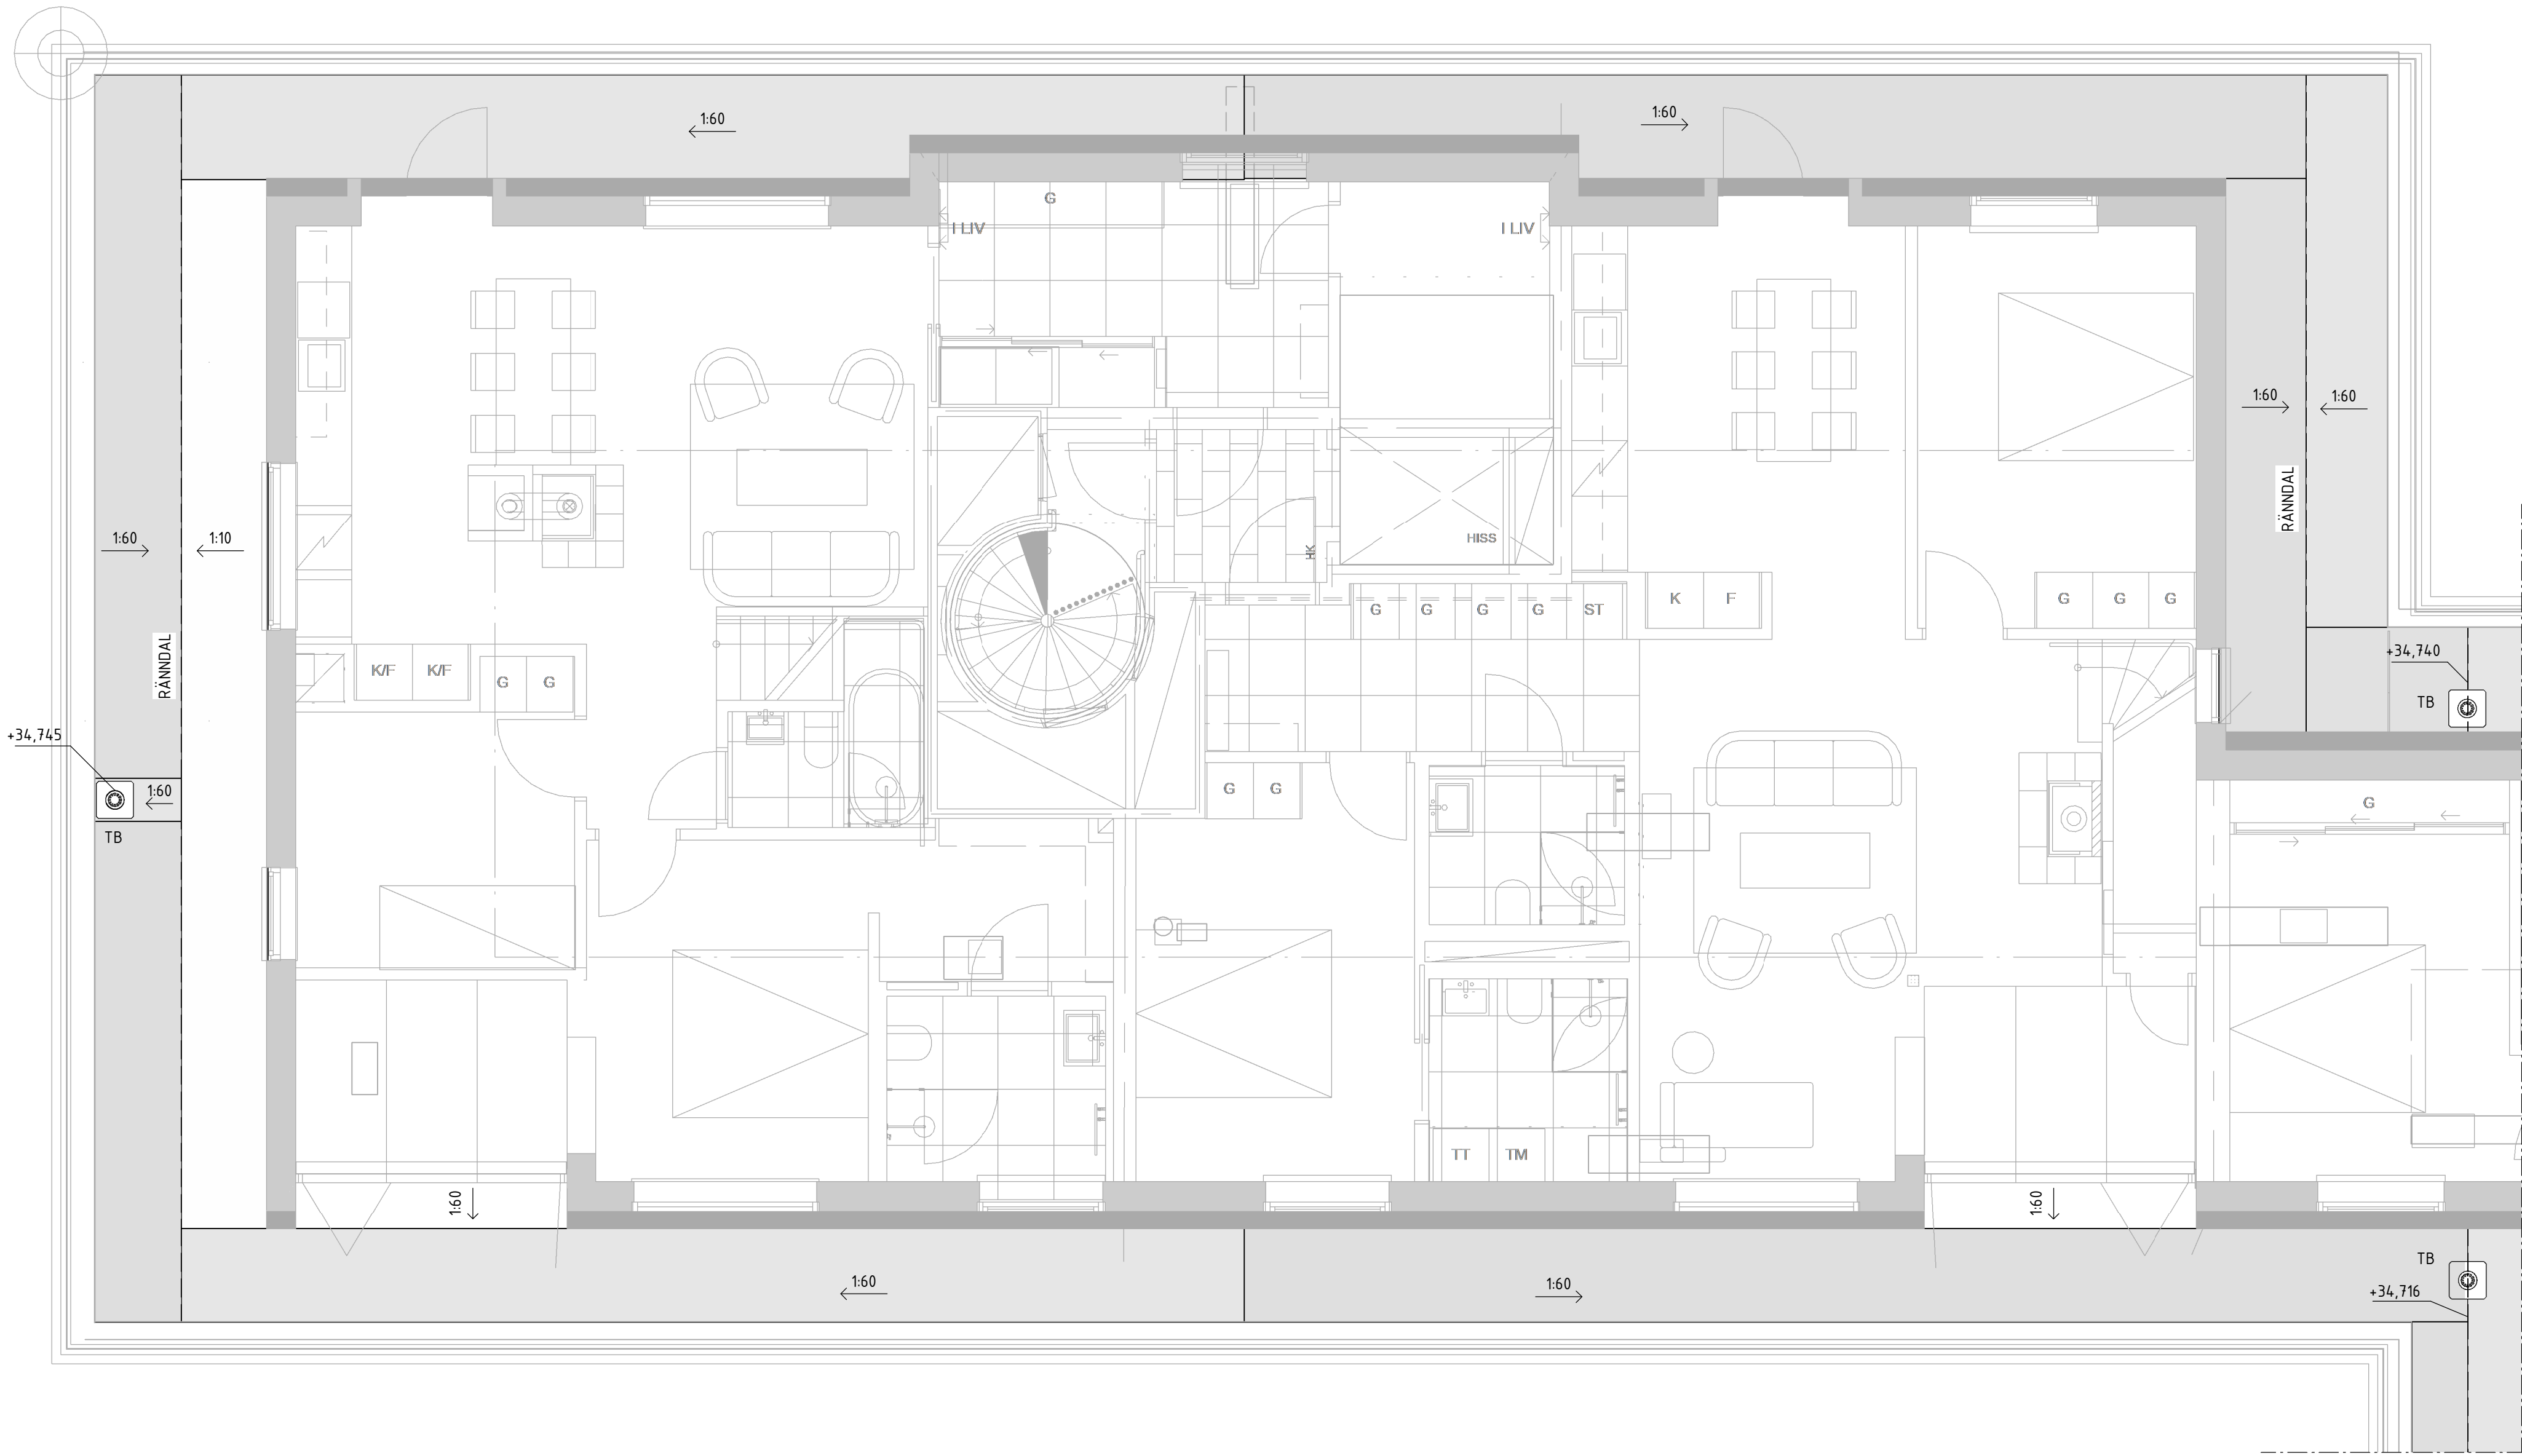 1:60
1:60
G
I LIV
I LIV
1:60
1:60
RÄNNDAL
1:60
1:10
HISS
HK
K
F
G
G
G
G
G
G
G
ST
RÄNNDAL
K/F
K/F
G
G
+34,740
TB
+34,745
1:60
TB
G
G
G
TT
TM
1:60
1:60
TB
1:60
1:60
+34,716